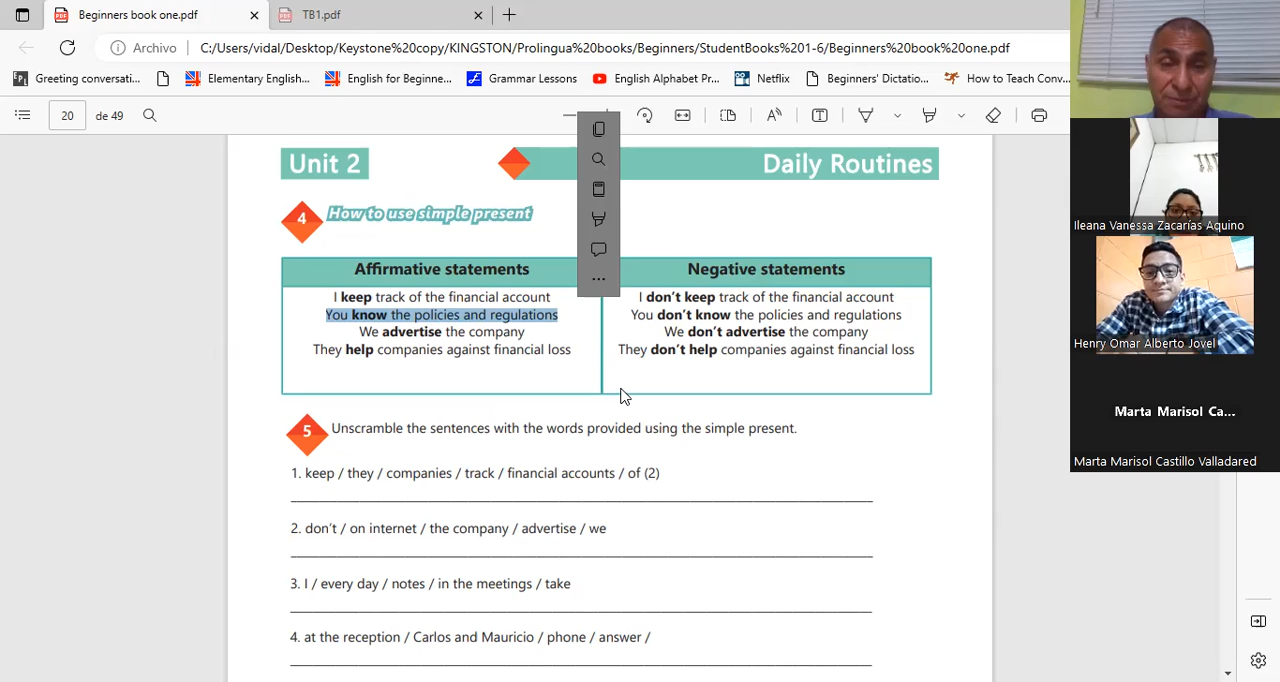 Beginners book one.pdf
TB1.pdf
Archivo
C:/Users/vidal/Desktop/Keystone%20copy/KINGSTON/Prolingua%20books/Beginners/StudentBooks%201-6/Beginners%20book%20one.pdf
Greeting conversati...
Elementary English...
English for Beginne...
Grammar Lessons
English Alphabet Pr...
Netflix
Beginners' Dictatio...
How to Teach Conv...
20
de 49
Unit 2
Daily Routines
4
How to use simple present
Affirmative statements
Negative statements
I keep track of the financial account
I don't keep track of the financial account
You know the policies and regulations
You don't know the policies and regulations
We advertise the company
We don't advertise the company
They help companies against financial loss
They don't help companies against financial loss
5
Unscramble the sentences with the words provided using the simple present.
1. keep / they / companies / track / financial accounts / of (2)
2. don't / on internet / the company / advertise / we
3. I / every day / notes / in the meetings / take
4. at the reception / Carlos and Mauricio / phone / answer /
Ileana Vanessa Zacarías Aquino
Henry Omar Alberto Jovel
Marta Marisol Ca...
Marta Marisol Castillo Valladared